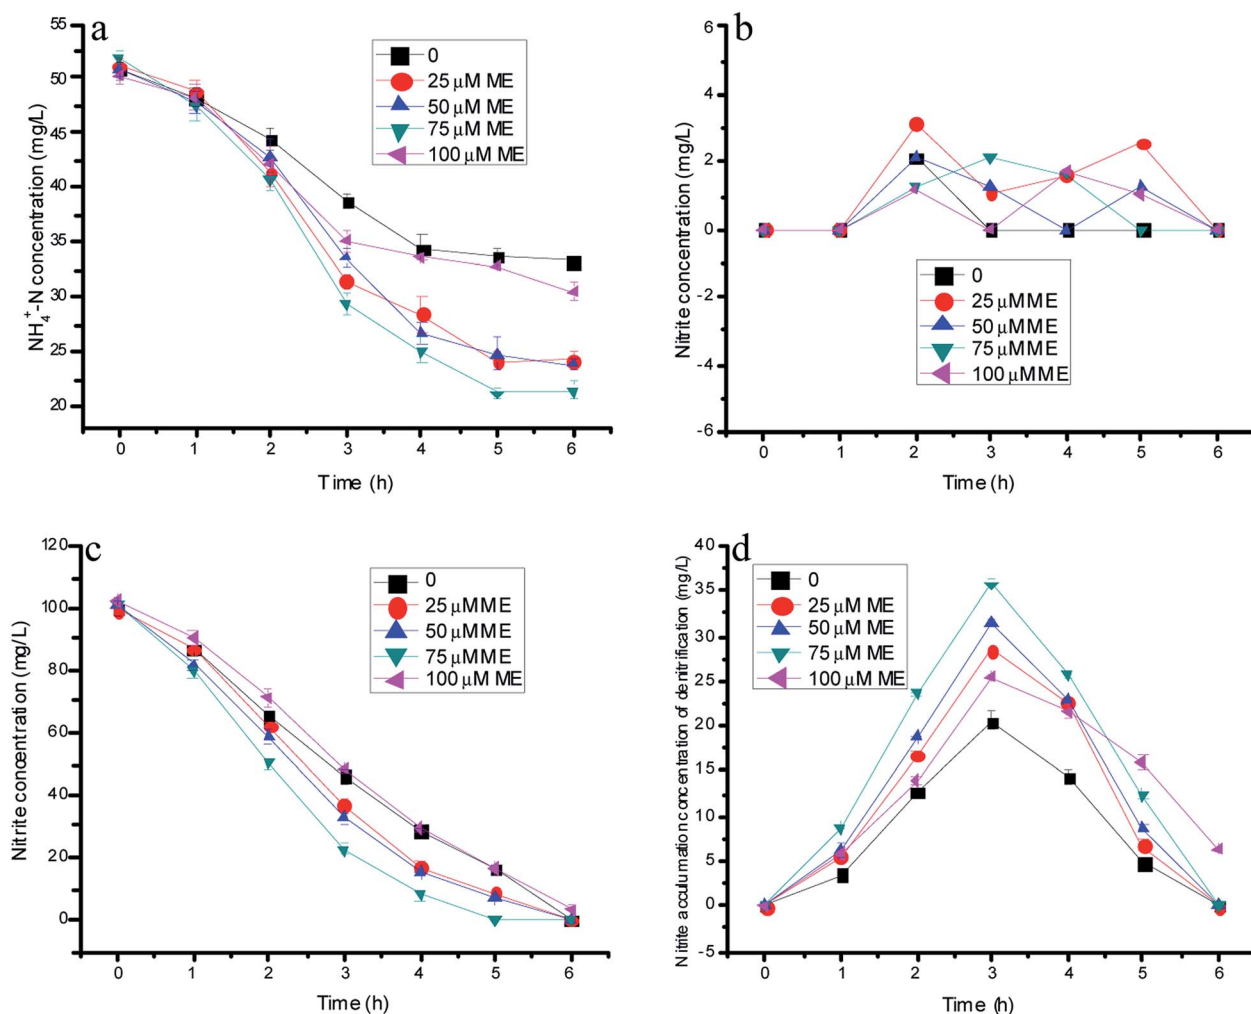 a
55
50
45
40
35
30
25
20
NH4+-N concentration (mg/L)
0
25 μM ME
50 μM ME
75 μM ME
100 μM ME
0 1 2 3 4 5 6
Time (h)
b
6
4
2
0
-2
-4
-6
Nitrite concentration (mg/L)
0
25 μMME
50 μMME
75 μMME
100 μMME
0 1 2 3 4 5 6
Time (h)
c
120
100
80
60
40
20
0
Nitrite concentration (mg/L)
0
25 μMME
50 μMME
75 μMME
100 μM ME
0 1 2 3 4 5 6
Time (h)
d
40
35
30
25
20
15
10
5
0
-5
Nitrite acculumation concentration of denitrification (mg/L)
0
25 μM ME
50 μM ME
75 μM ME
100 μM ME
0 1 2 3 4 5 6
Time (h)